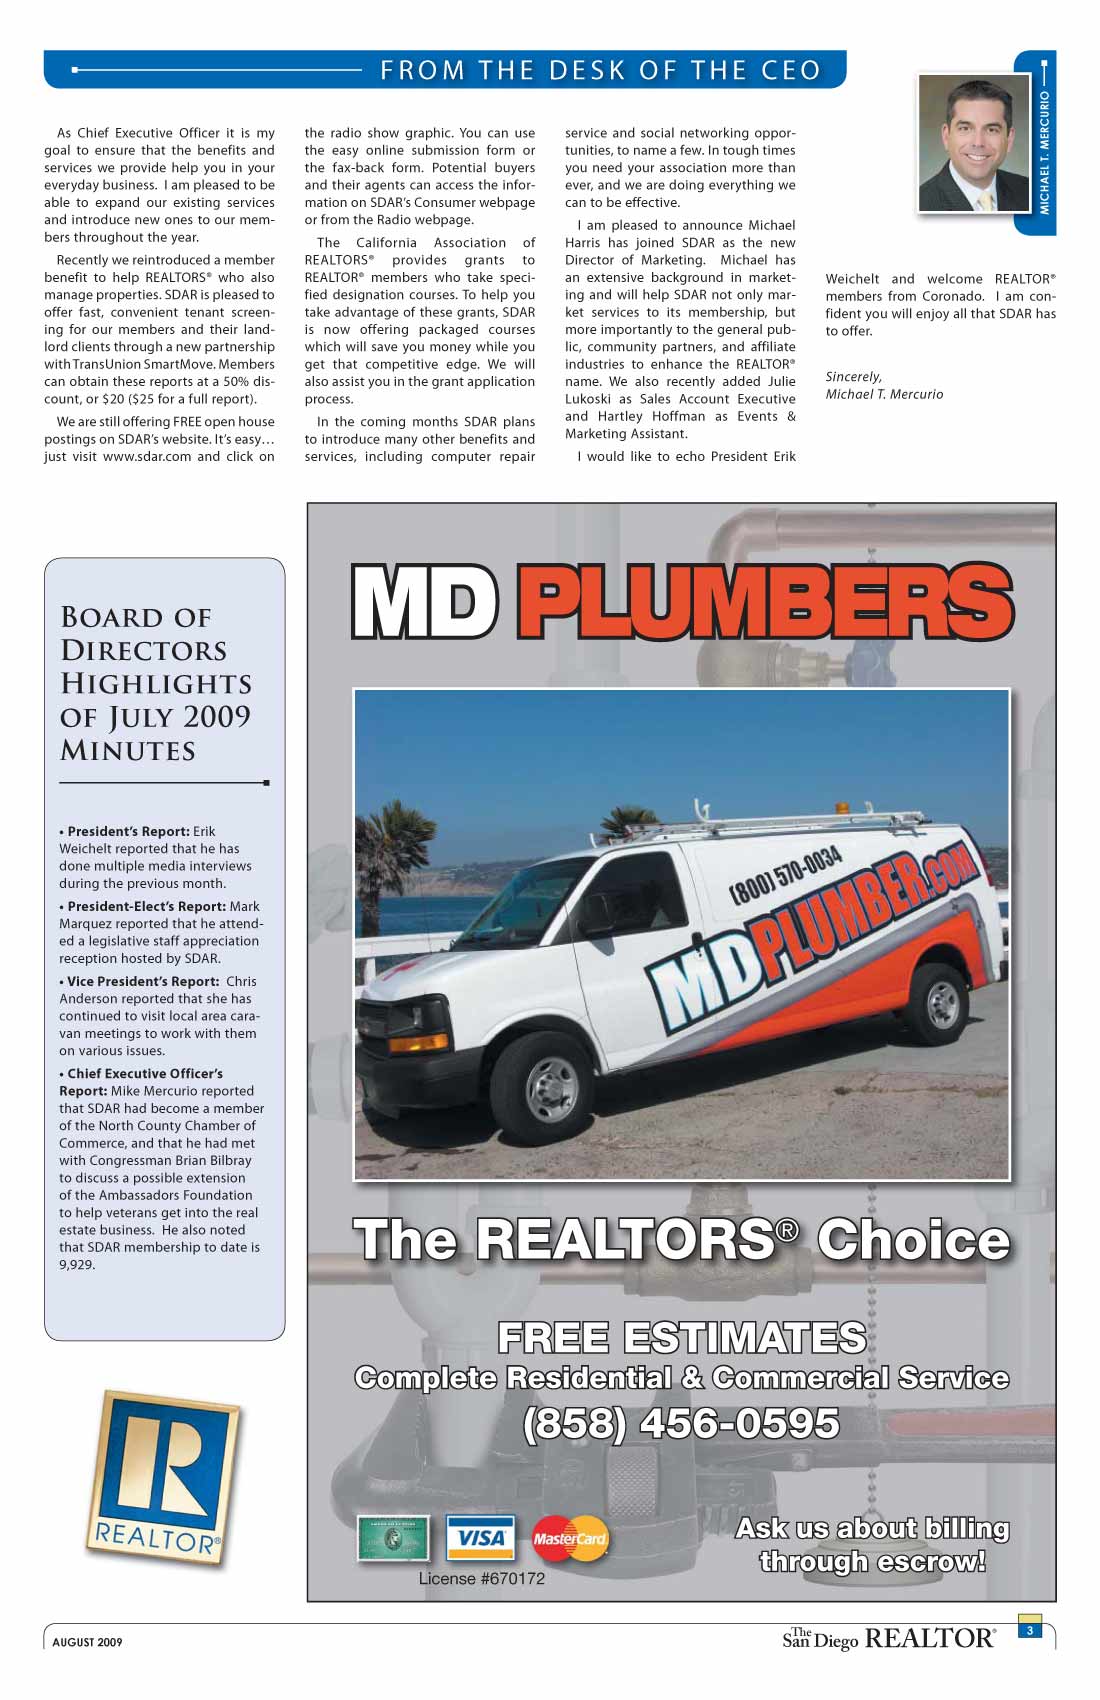 FROM THE DESK OF THE CEO
MICHAEL T. MERCURIO
As Chief Executive Officer it is my
goal to ensure that the benefits and
services we provide help you in your
everyday business. I am pleased to be
able to expand our existing services
and introduce new ones to our mem-
bers throughout the year.
Recently we reintroduced a member
benefit to help REALTORS® who also
manage properties. SDAR is pleased to
offer fast, convenient tenant screen-
ing for our members and their land-
lord clients through a new partnership
with TransUnion SmartMove. Members
can obtain these reports at a 50% dis-
count, or $20 ($25 for a full report).
We are still offering FREE open house
postings on SDAR's website. It's easy…
just visit www.sdar.com and click on
the radio show graphic. You can use
the easy online submission form or
the fax-back form. Potential buyers
and their agents can access the infor-
mation on SDAR's Consumer webpage
or from the Radio webpage.
The California Association of
REALTORS® provides grants to
REALTOR® members who take speci-
fied designation courses. To help you
take advantage of these grants, SDAR
is now offering packaged courses
which will save you money while you
get that competitive edge. We will
also assist you in the grant application
process.
In the coming months SDAR plans
to introduce many other benefits and
services, including computer repair
service and social networking oppor-
tunities, to name a few. In tough times
you need your association more than
ever, and we are doing everything we
can to be effective.
I am pleased to announce Michael
Harris has joined SDAR as the new
Director of Marketing. Michael has
an extensive background in market-
ing and will help SDAR not only mar-
ket services to its membership, but
more importantly to the general pub-
lic, community partners, and affiliate
industries to enhance the REALTOR®
name. We also recently added Julie
Lukoski as Sales Account Executive
and Hartley Hoffman as Events &
Marketing Assistant.
I would like to echo President Erik
Weichelt and welcome REALTOR®
members from Coronado. I am con-
fident you will enjoy all that SDAR has
to offer.
Sincerely,
Michael T. Mercurio
BOARD OF
DIRECTORS
HIGHLIGHTS
OF JULY 2009
MINUTES
• President's Report: Erik
Weichelt reported that he has
done multiple media interviews
during the previous month.
• President-Elect's Report: Mark
Marquez reported that he attend-
ed a legislative staff appreciation
reception hosted by SDAR.
• Vice President's Report: Chris
Anderson reported that she has
continued to visit local area cara-
van meetings to work with them
on various issues.
• Chief Executive Officer's
Report: Mike Mercurio reported
that SDAR had become a member
of the North County Chamber of
Commerce, and that he had met
with Congressman Brian Bilbray
to discuss a possible extension
of the Ambassadors Foundation
to help veterans get into the real
estate business. He also noted
that SDAR membership to date is
9,929.
R
REALTOR®
MD PLUMBERS
(800) 570-0034
MDPLUMBER.COM
The REALTORS® Choice
FREE ESTIMATES
Complete Residential & Commercial Service
(858) 456-0595
VISA
MasterCard
License #670172
Ask us about billing
through escrow!
AUGUST 2009
The San Diego REALTOR®
3